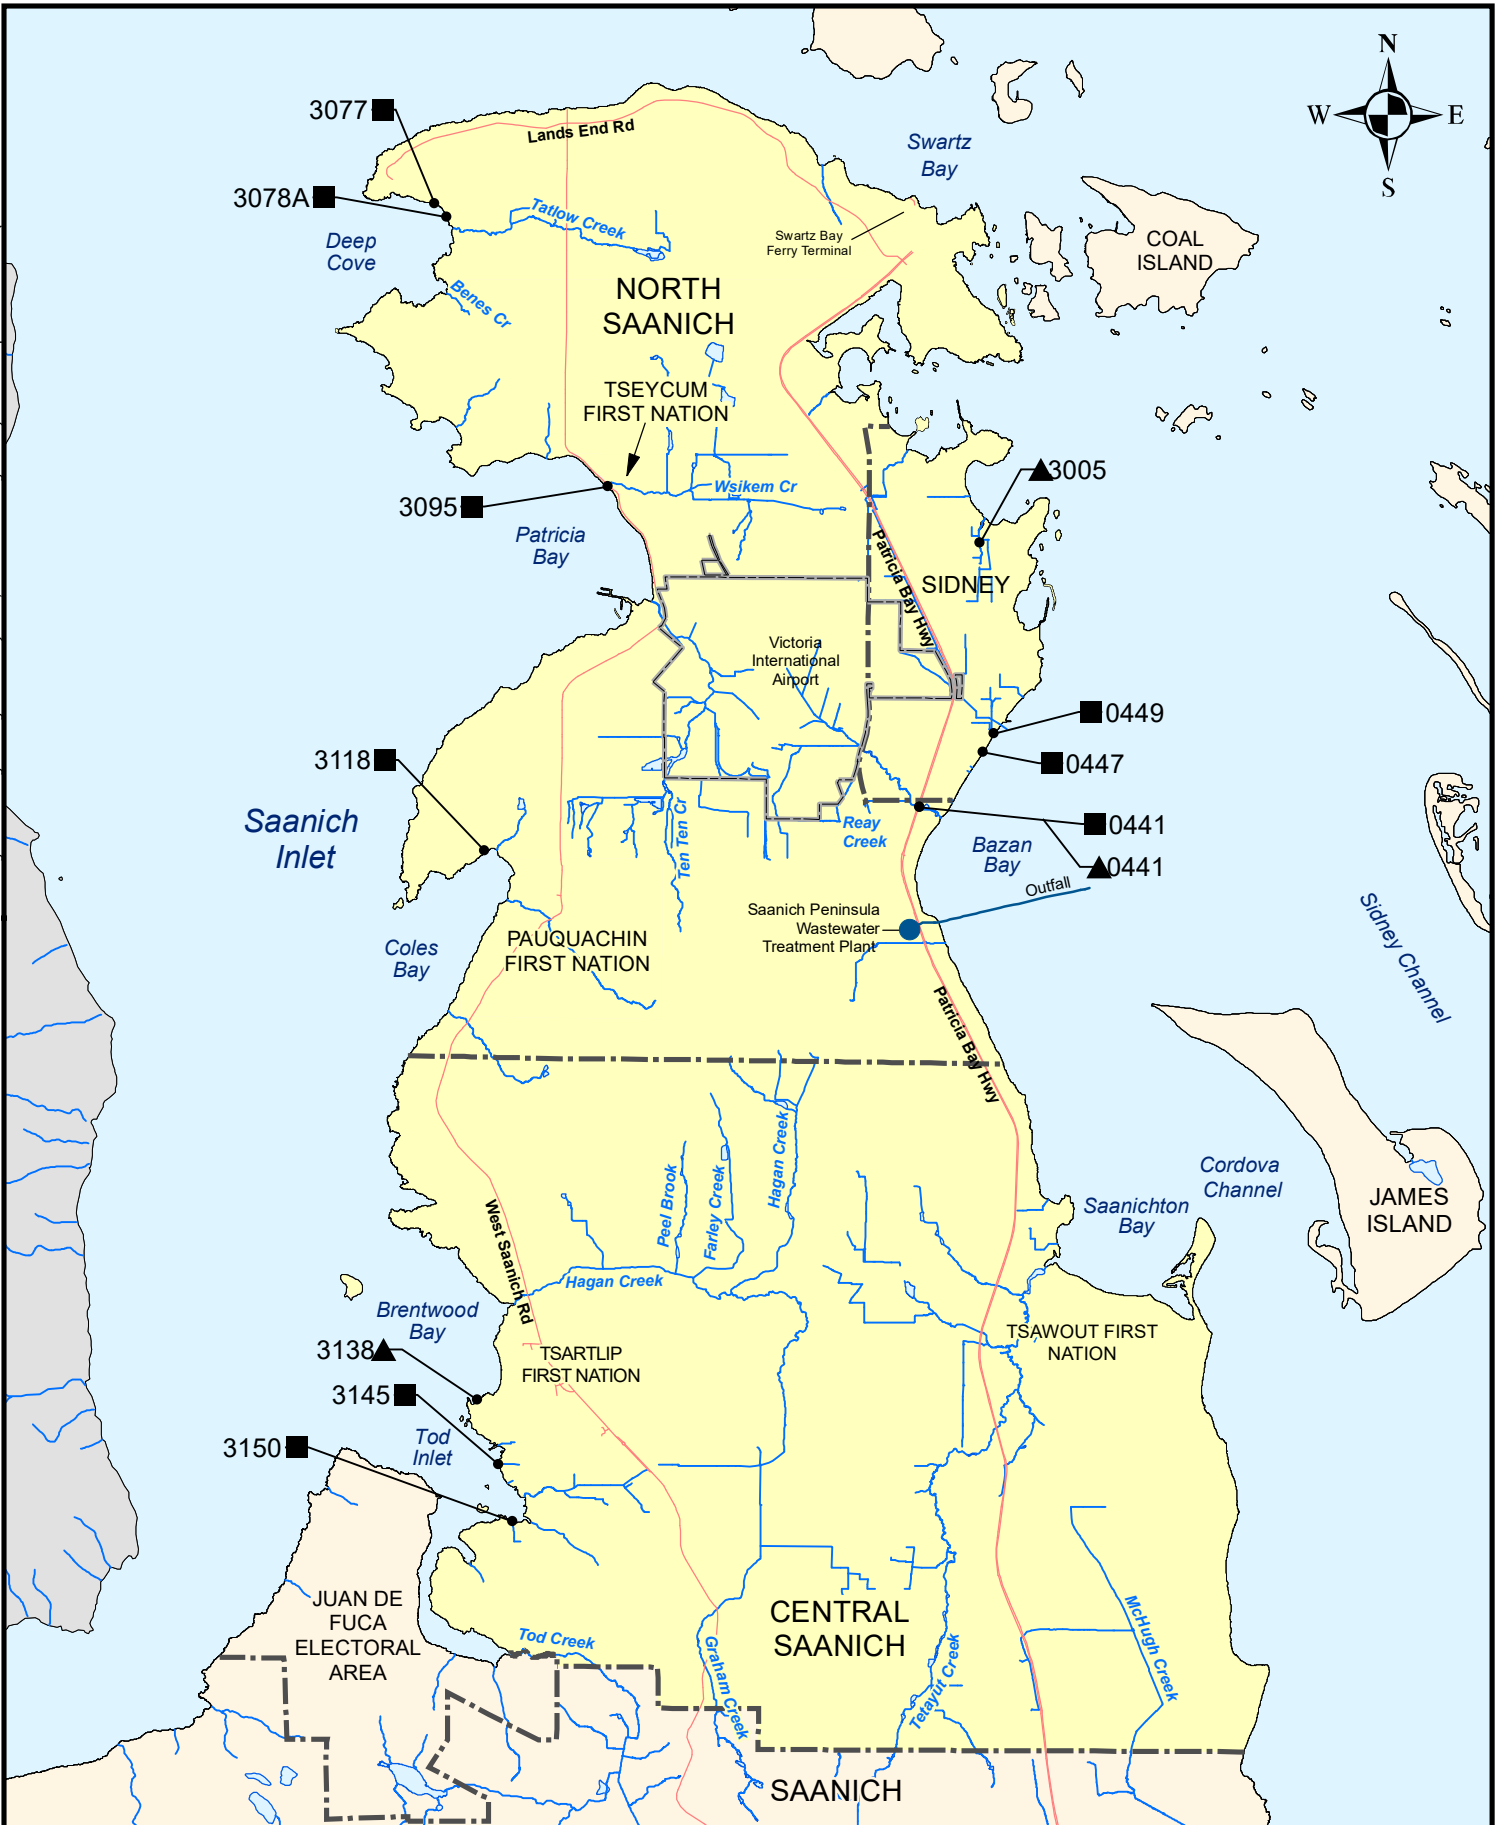 N
W
E
S
3077
Lands End Rd
Swartz
Bay
3078A
Tatlow Creek
Deep
Cove
Swartz Bay
Ferry Terminal
COAL
ISLAND
Benes Cr
NORTH
SAANICH
TSEYCUM
FIRST NATION
3005
Wsikem Cr
3095
Patricia
Bay
Patricia Bay Hwy
SIDNEY
Victoria
International
Airport
0449
3118
0447
Saanich
Inlet
Ten Ten Cr
Reay
Creek
0441
Bazan
Bay
0441
Outfall
Saanich Peninsula
Wastewater
Treatment Plant
Sidney Channel
Coles
Bay
PAUQUACHIN
FIRST NATION
Patricia Bay Hwy
Peel Brook
Farley Creek
Hagan Creek
Cordova
Channel
JAMES
ISLAND
Saanichton
Bay
West Saanich Rd
Hagan Creek
Brentwood
Bay
3138
TSARTLIP
FIRST NATION
TSAWOUT FIRST
NATION
3145
Tod
Inlet
3150
JUAN DE
FUCA
ELECTORAL
AREA
CENTRAL
SAANICH
McHugh Creek
Tod Creek
Graham Creek
Tetayut Creek
SAANICH